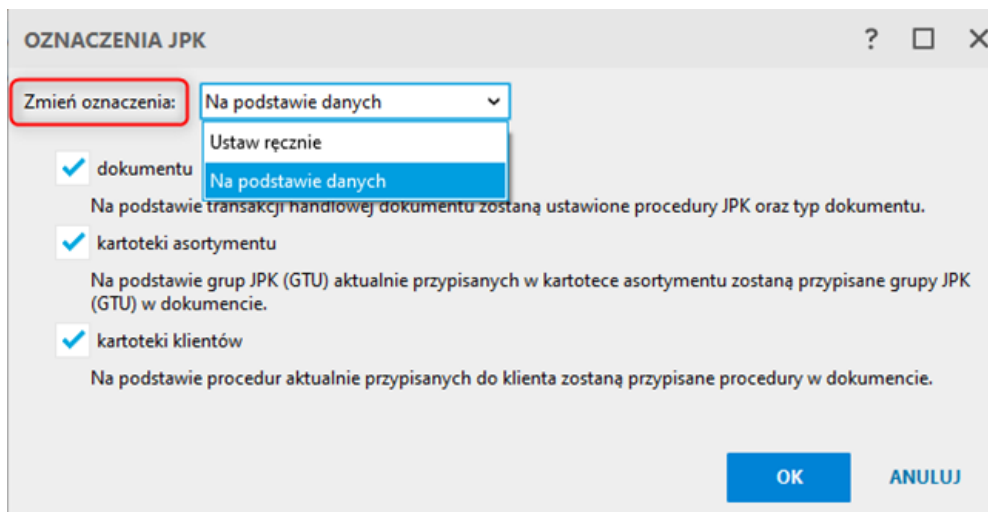 OZNACZENIA JPK
Zmień oznaczenia: Na podstawie danych
Ustaw ręcznie
Na podstawie danych
dokumentu
Na podstawie transakcji handlowej dokumentu zostaną ustawione procedury JPK oraz typ dokumentu.
kartoteki asortymentu
Na podstawie grup JPK (GTU) aktualnie przypisanych w kartotece asortymentu zostaną przypisane grupy JPK
(GTU) w dokumencie.
kartoteki klientów
Na podstawie procedur aktualnie przypisanych do klienta zostaną przypisane procedury w dokumencie.
OK ANULUJ